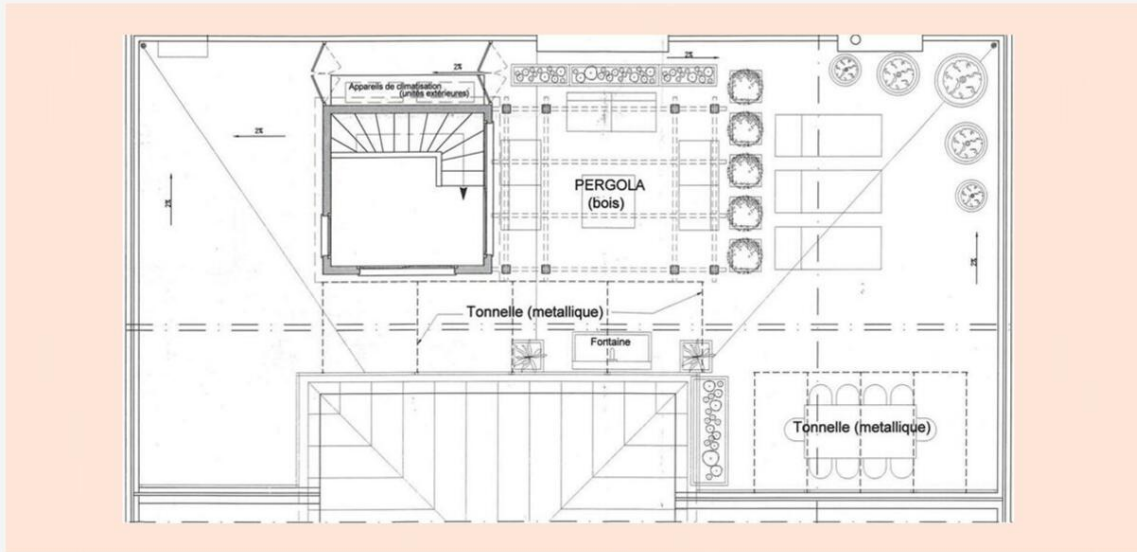 2%
2%
Appareils de climatisation
(unités extérieures)
2%
2%
PERGOLA
(bois)
2%
Tonnelle (metallique)
Fontaine
Tonnelle (metallique)